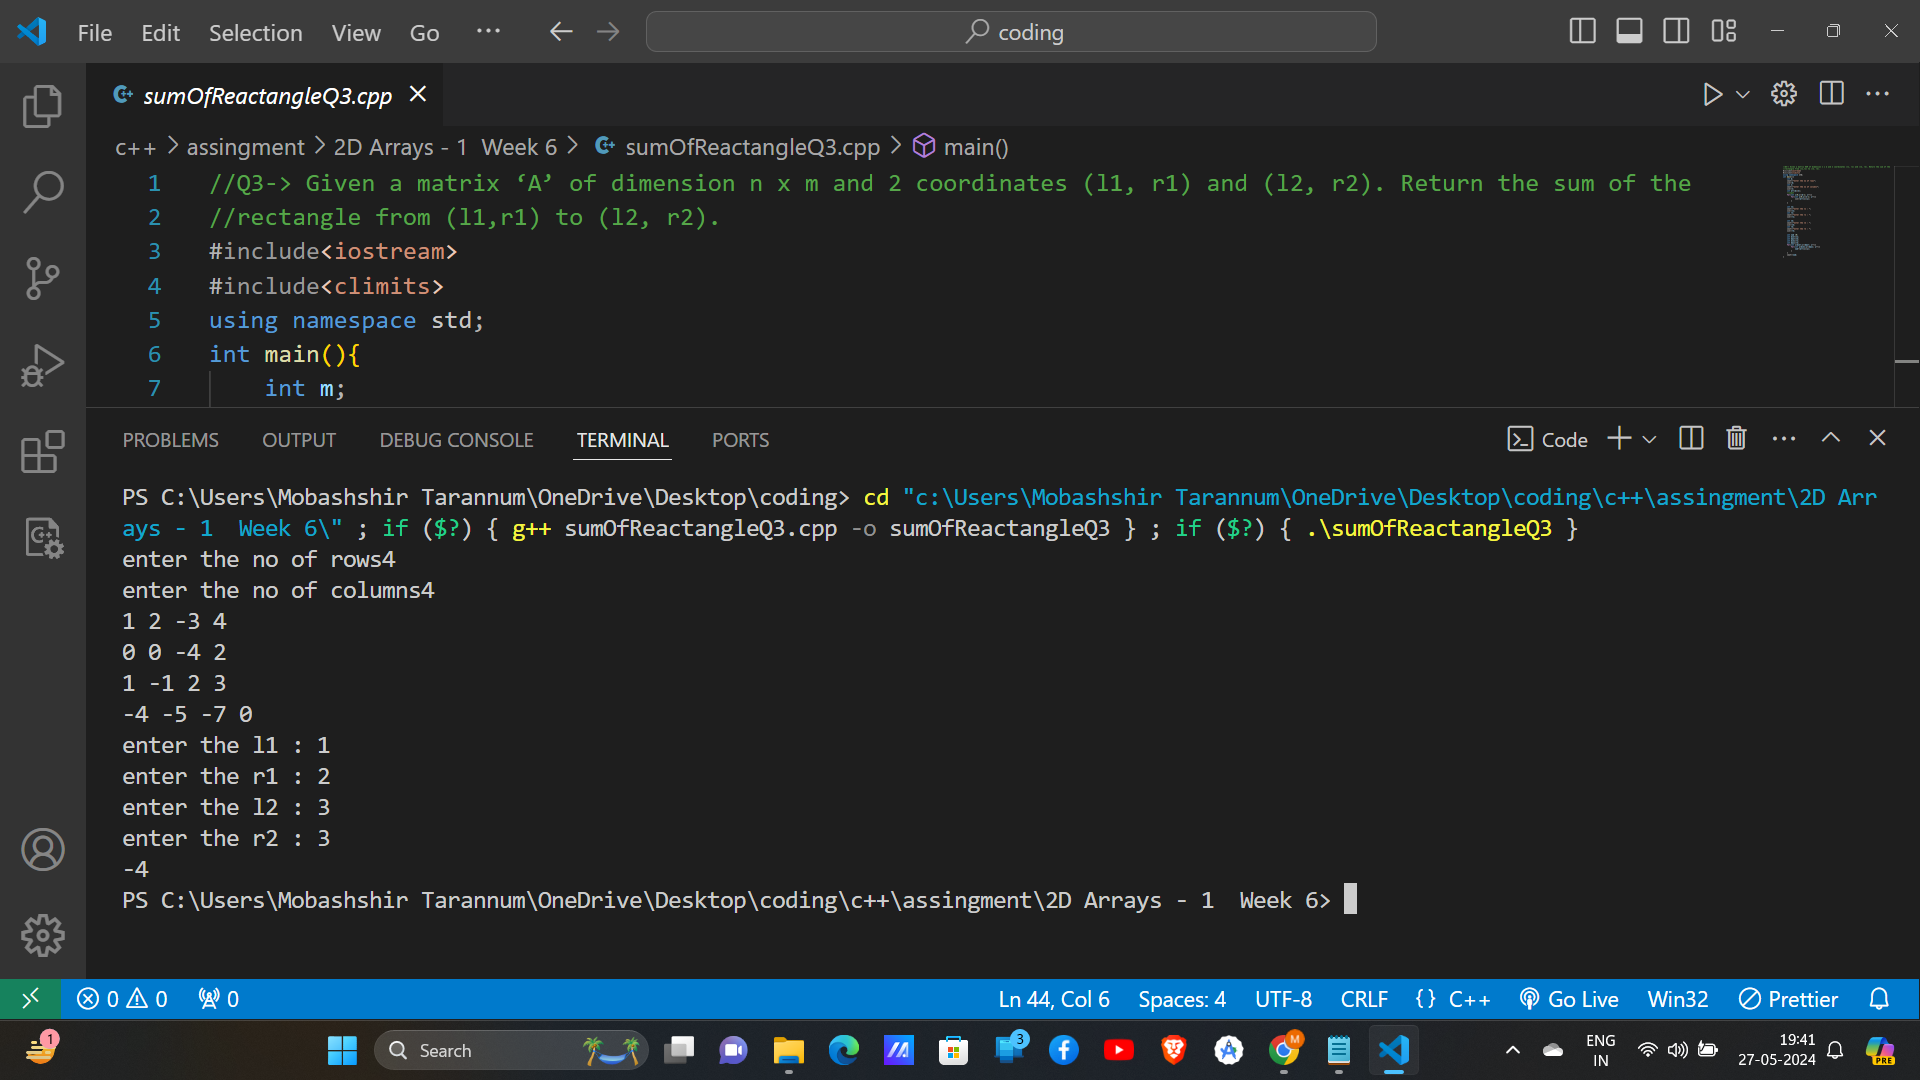 File Edit Selection View Go ··· coding
sumOfReactangleQ3.cpp
c++ > assingment > 2D Arrays - 1 Week 6 > sumOfReactangleQ3.cpp > main()
1 //Q3-> Given a matrix ‘A’ of dimension n x m and 2 coordinates (l1, r1) and (l2, r2). Return the sum of the
2 //rectangle from (l1,r1) to (l2, r2).
3 #include<iostream>
4 #include<climits>
5 using namespace std;
6 int main(){
7 int m;
PROBLEMS OUTPUT DEBUG CONSOLE TERMINAL PORTS Code
PS C:\Users\Mobashshir Tarannum\OneDrive\Desktop\coding> cd "c:\Users\Mobashshir Tarannum\OneDrive\Desktop\coding\c++\assingment\2D Arr
ays - 1  Week 6\" ; if ($?) { g++ sumOfReactangleQ3.cpp -o sumOfReactangleQ3 } ; if ($?) { .\sumOfReactangleQ3 }
enter the no of rows4
enter the no of columns4
1 2 -3 4
0 0 -4 2
1 -1 2 3
-4 -5 -7 0
enter the l1 : 1
enter the r1 : 2
enter the l2 : 3
enter the r2 : 3
-4
PS C:\Users\Mobashshir Tarannum\OneDrive\Desktop\coding\c++\assingment\2D Arrays - 1  Week 6>
0 0 0 Ln 44, Col 6 Spaces: 4 UTF-8 CRLF {} C++ Go Live Win32 Prettier
1 Search 3 M ENG 19:41
IN 27-05-2024 PRE